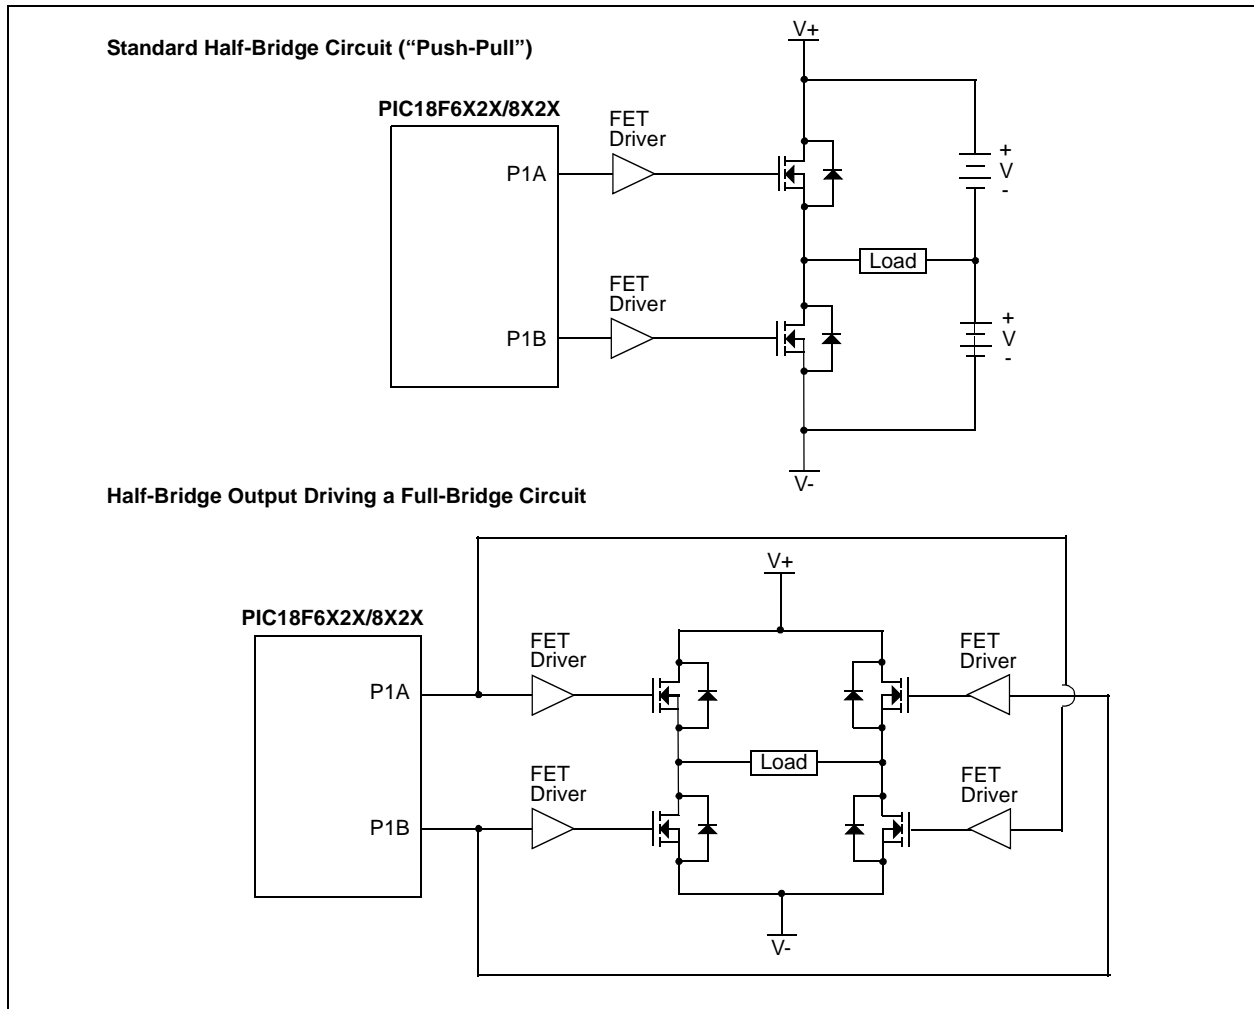 Standard Half-Bridge Circuit (“Push-Pull”)
V+
PIC18F6X2X/8X2X
FET
Driver
P1A
+
V
-
Load
FET
Driver
P1B
+
V
-
V-
Half-Bridge Output Driving a Full-Bridge Circuit
V+
PIC18F6X2X/8X2X
FET
Driver
FET
Driver
P1A
Load
FET
Driver
FET
Driver
P1B
V-